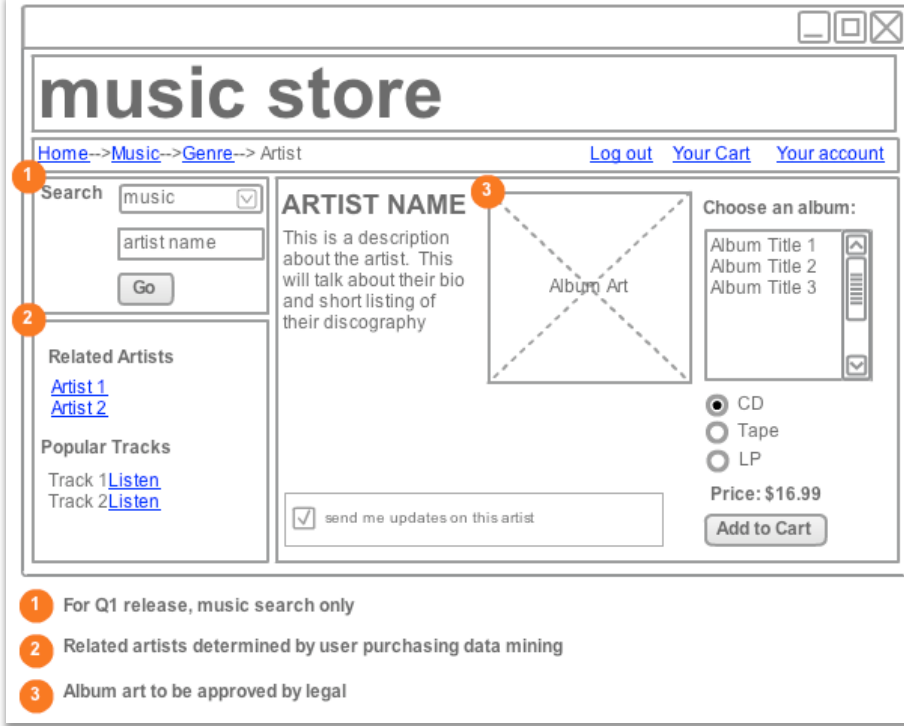 music store
Home-->Music-->Genre--> Artist
Log out Your Cart Your account
1
Search
music
artist name
Go
2
Related Artists
Artist 1
Artist 2
Popular Tracks
Track 1Listen
Track 2Listen
ARTIST NAME
This is a description
about the artist. This
will talk about their bio
and short listing of
their discography
3
Album Art
send me updates on this artist
Choose an album:
Album Title 1
Album Title 2
Album Title 3
CD
Tape
LP
Price: $16.99
Add to Cart
1 For Q1 release, music search only
2 Related artists determined by user purchasing data mining
3 Album art to be approved by legal